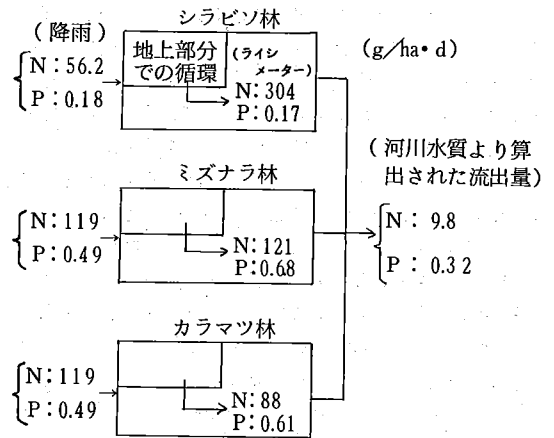 シラビソ林
(降雨)
N:56.2
P:0.18
地上部分
での循環
(ライシ
メーター)
N:304
P:0.17
(g/ha・d)
ミズナラ林
N:119
P:0.49
N:121
P:0.68
(河川水質より算
出された流出量)
N: 9.8
P: 0.32
カラマツ林
N:119
P:0.49
N:88
P:0.61